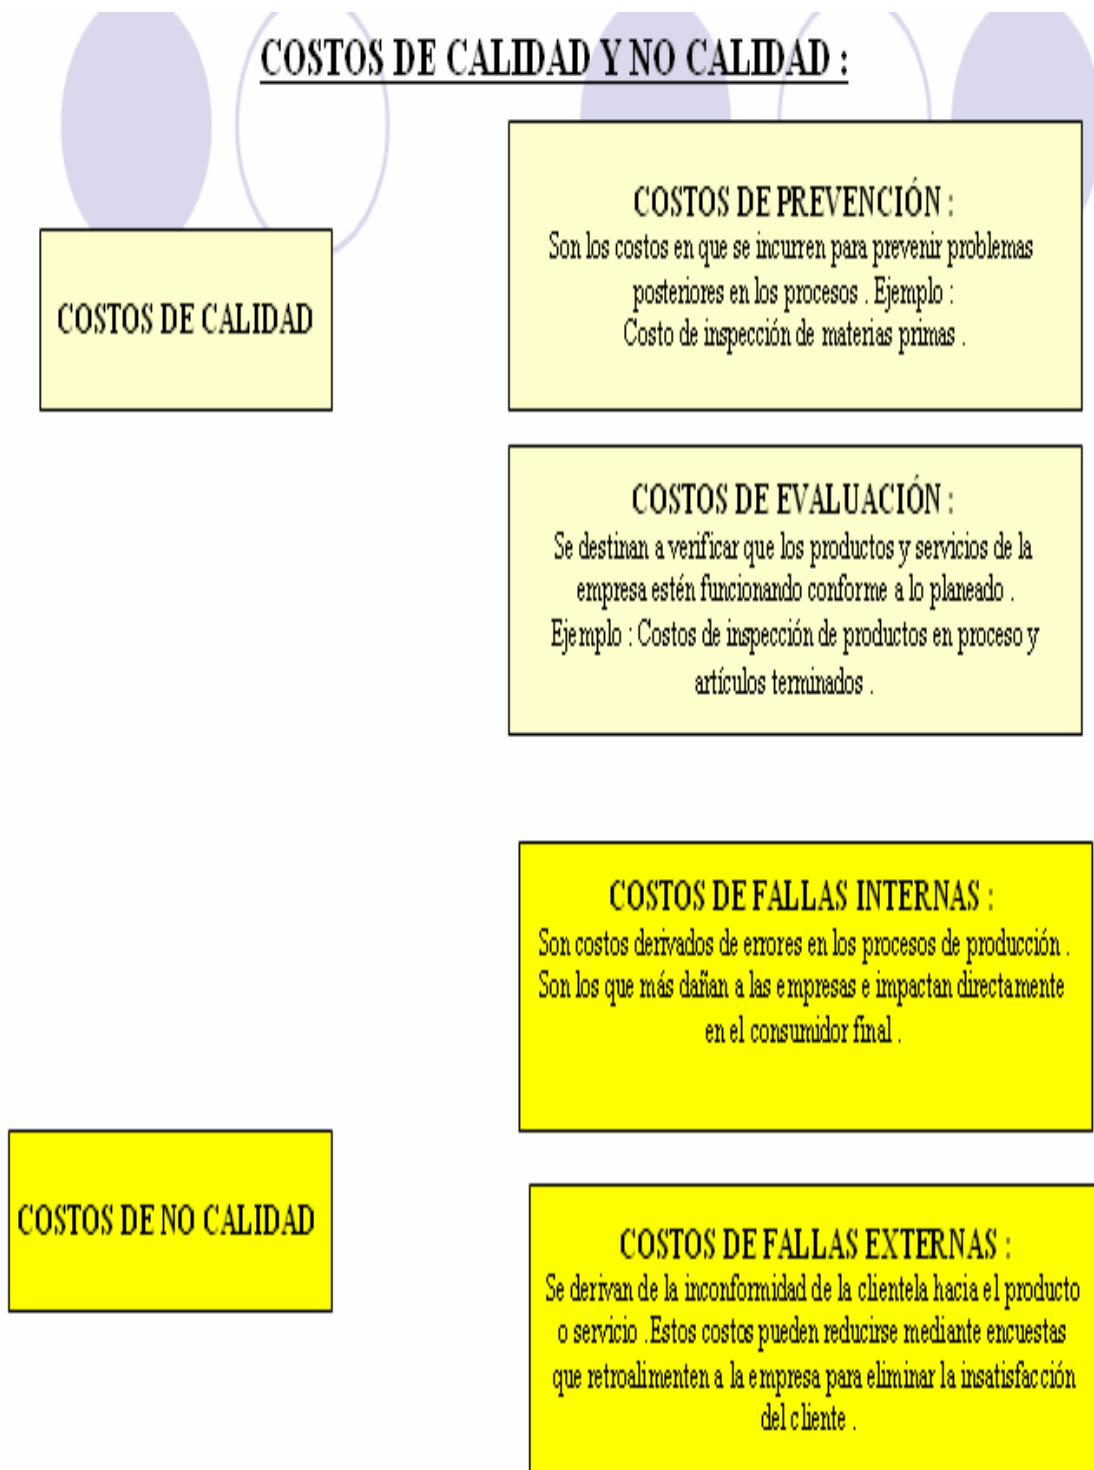 COSTOS DE CALIDAD Y NO CALIDAD :
COSTOS DE CALIDAD
COSTOS DE PREVENCIÓN :
Son los costos en que se incurren para prevenir problemas
posteriores en los procesos . Ejemplo :
Costo de inspección de materias primas .
COSTOS DE EVALUACIÓN :
Se destinan a verificar que los productos y servicios de la
empresa estén funcionando conforme a lo planeado .
Ejemplo : Costos de inspección de productos en proceso y
artículos terminados .
COSTOS DE NO CALIDAD
COSTOS DE FALLAS INTERNAS :
Son costos derivados de errores en los procesos de producción .
Son los que más dañan a las empresas e impactan directamente
en el consumidor final .
COSTOS DE FALLAS EXTERNAS :
Se derivan de la inconformidad de la clientela hacia el producto
o servicio .Estos costos pueden reducirse mediante encuestas
que retroalimenten a la empresa para eliminar la insatisfacción
del cliente .